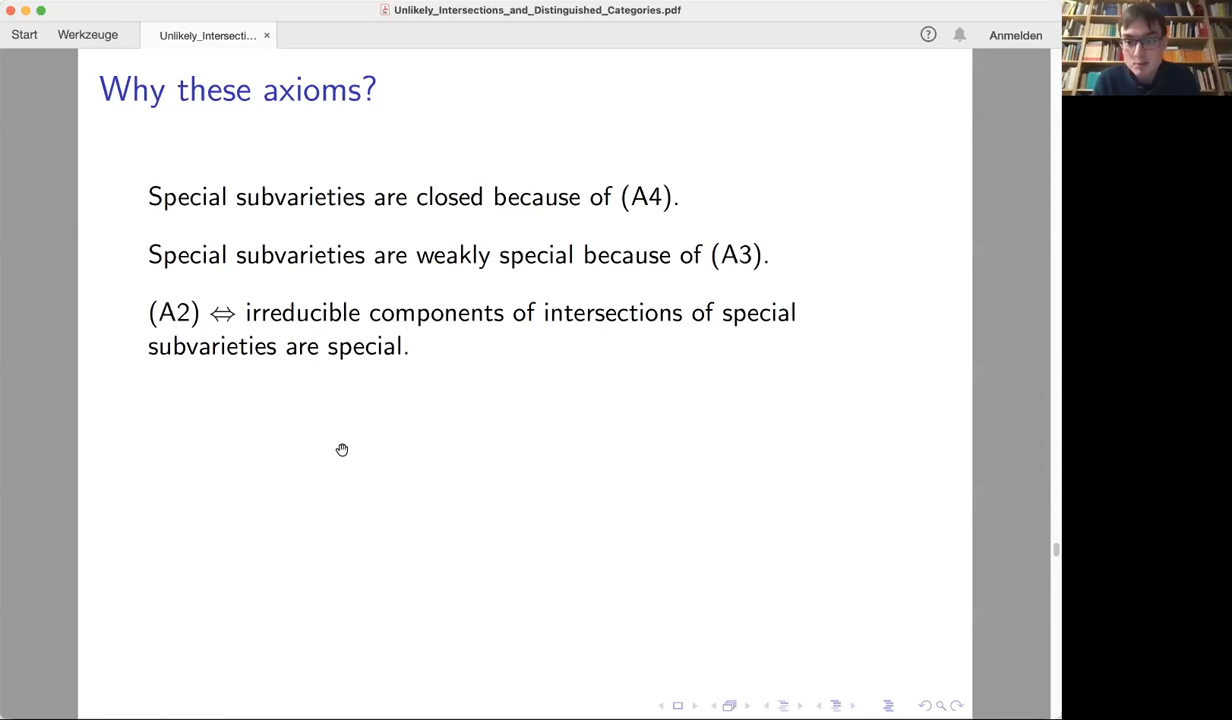 Unlikely_Intersections_and_Distinguished_Categories.pdf
Start Werkzeuge Unlikely_Intersecti... × Anmelden
Why these axioms?
Special subvarieties are closed because of (A4).
Special subvarieties are weakly special because of (A3).
(A2) ⇔ irreducible components of intersections of special
subvarieties are special.